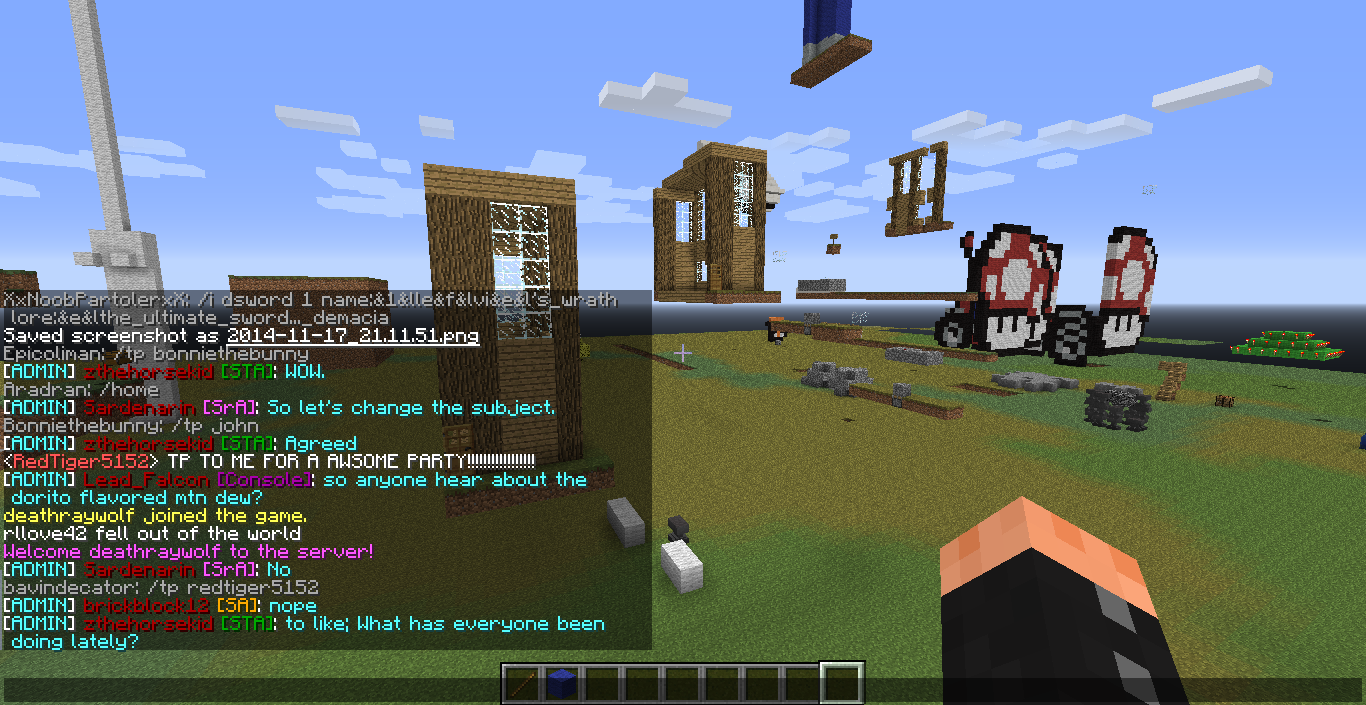 XxNoobPartolerxX: /i dsword 1 name:&1&lle&f&lvi&e&l's_wrath
lore:&e&lthe_ultimate_sword..._demacia
Saved screenshot as 2014-11-17_21.11.51.png
Epicolinan: /tp bonniethebunny
[ADMIN] zthehorsekid [STA]: WOW.
Aradran: /home
[ADMIN] Sardenarin [SrA]: So let's change the subject.
Bonniethebunny: /tp john
[ADMIN] zthehorsekid [STA]: Agreed
<RedTiger5152> TP TO ME FOR A AWSOME PARTY!!!!!!!!!!!!!!!!
[ADMIN] Lead_Falcon [Console]: so anyone hear about the
dorito flavored mtn dew?
deathraywolf joined the game.
rllove42 fell out of the world
Welcome deathraywolf to the server!
[ADMIN] Sardenarin [SrA]: No
bavindecator: /tp redtiger5152
[ADMIN] brickblock12 [SA]: nope
[ADMIN] zthehorsekid [STA]: to like; What has everyone been
doing lately?